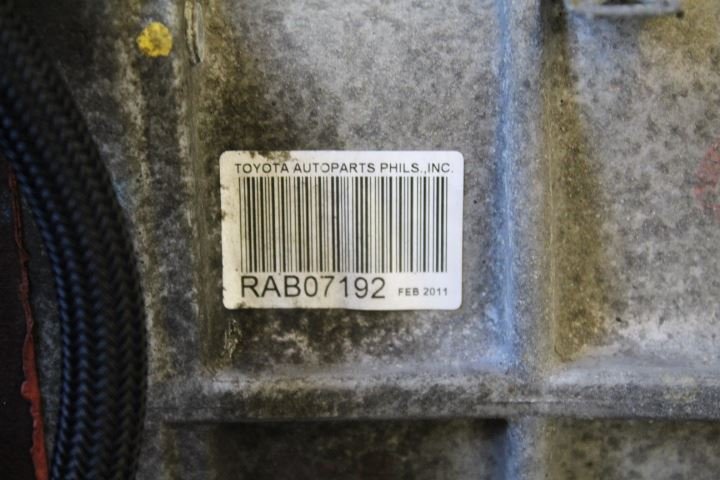 TOYOTA AUTOPARTS PHILS.,INC.
RAB07192 FEB 2011